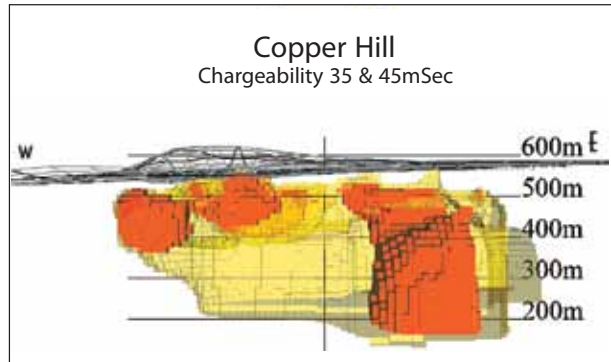 Copper Hill
Chargeability 35 & 45mSec
W
600m E
500m
400m
300m
200m